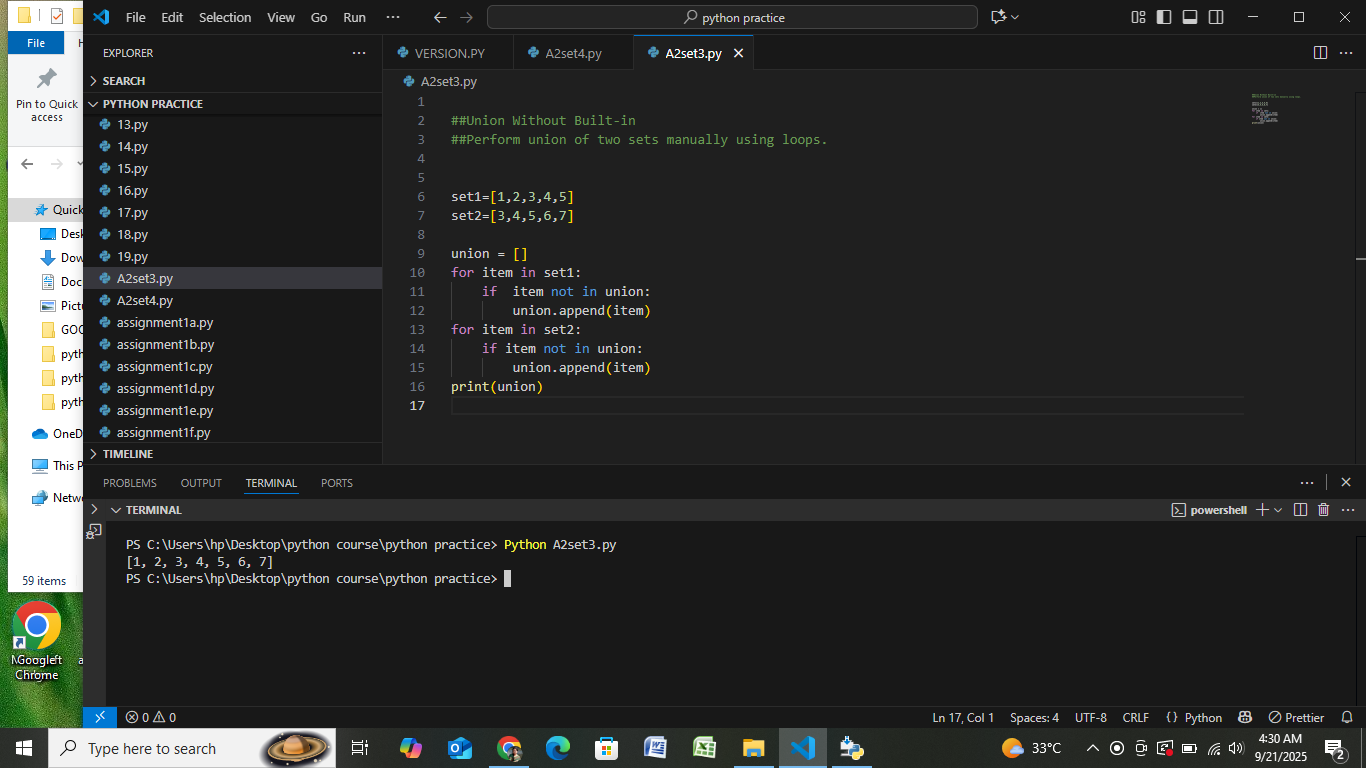 File Edit Selection View Go Run ··· python practice
File
Pin to Quick access
EXPLORER ···
SEARCH
PYTHON PRACTICE
13.py
14.py
15.py
16.py
17.py
18.py
19.py
A2set3.py
A2set4.py
assignment1a.py
assignment1b.py
assignment1c.py
assignment1d.py
assignment1e.py
assignment1f.py
TIMELINE
Quick
Desk
Dow
Doc
Pictu
GOO
pyth
pyth
pyth
OneD
This P
Netw
59 items
VERSION.PY A2set4.py A2set3.py
A2set3.py
1
2 ##Union Without Built-in
3 ##Perform union of two sets manually using loops.
4
5
6 set1=[1,2,3,4,5]
7 set2=[3,4,5,6,7]
8
9 union = []
10 for item in set1:
11     if  item not in union:
12         union.append(item)
13 for item in set2:
14     if item not in union:
15         union.append(item)
16 print(union)
17
PROBLEMS OUTPUT TERMINAL PORTS
TERMINAL powershell
PS C:\Users\hp\Desktop\python course\python practice> Python A2set3.py
[1, 2, 3, 4, 5, 6, 7]
PS C:\Users\hp\Desktop\python course\python practice>
Chrome
0 0 Ln 17, Col 1 Spaces: 4 UTF-8 CRLF {} Python Prettier
Type here to search 33°C 4:30 AM
9/21/2025 2